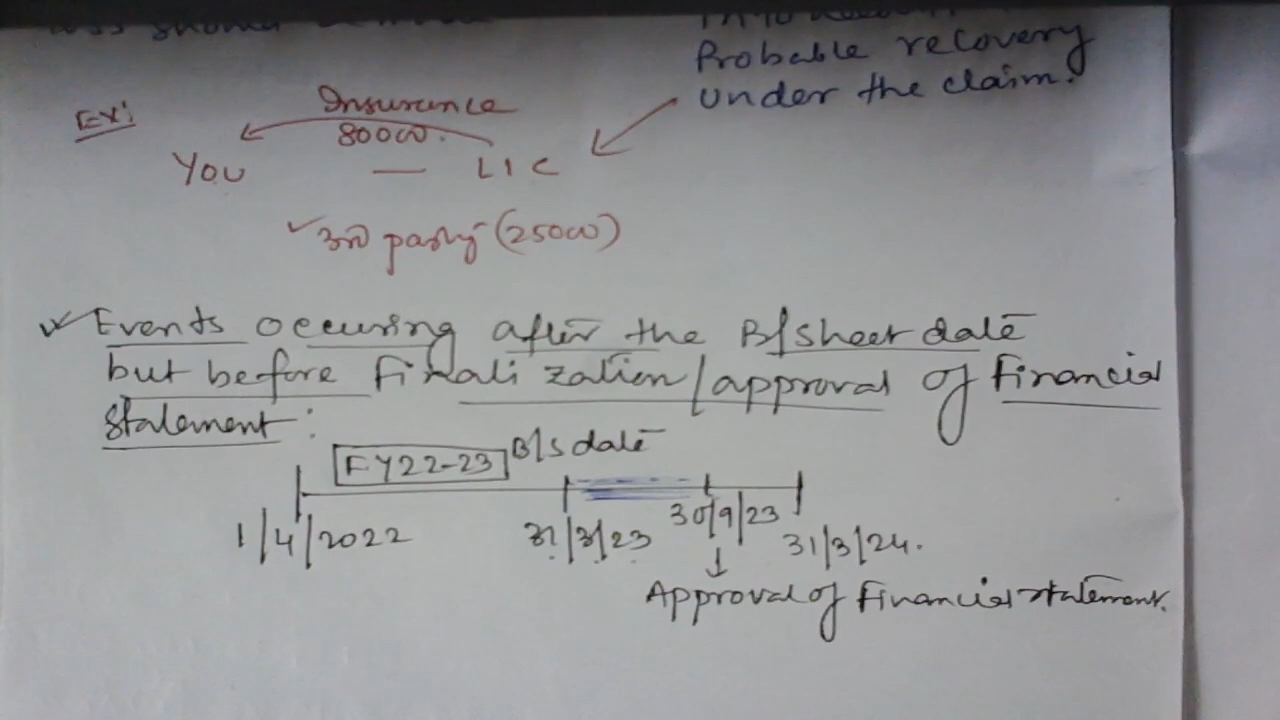 Probable recovery
under the claim.
Ex:
Insurance
80000.
You — LIC
✓3rd party (25000)
Events occuring after the B/sheet date
but before Finalization/approval of financial
statement:
FY22-23 B/s date
1/4/2022 31/3/23 30/9/23 31/3/24.
Approval of financial statement.